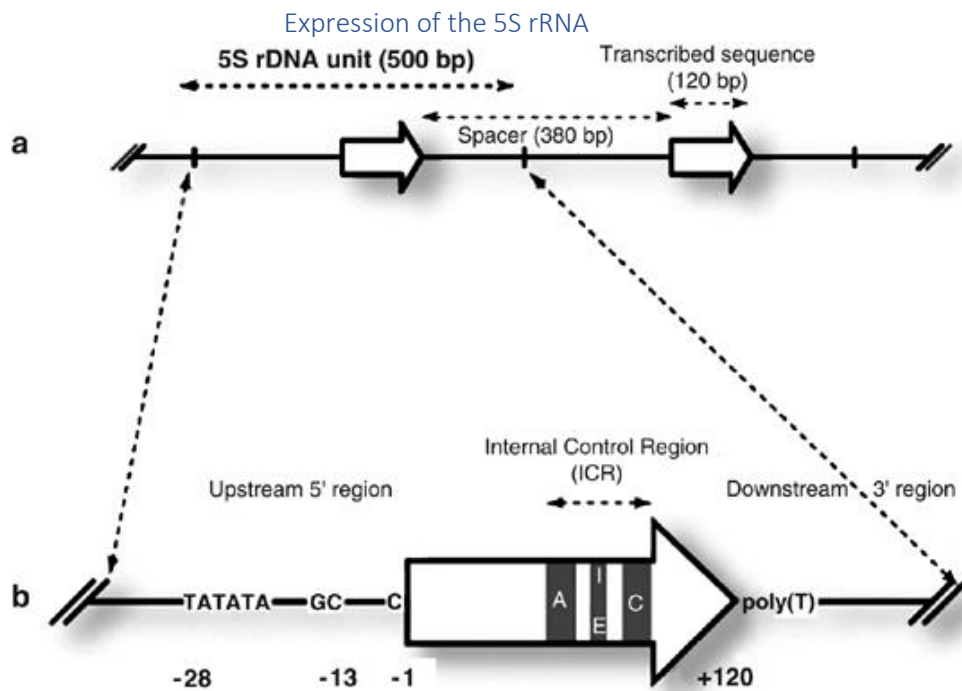 Expression of the 5S rRNA
5S rDNA unit (500 bp)
Transcribed sequence
(120 bp)
a
Spacer (380 bp)
Internal Control Region
(ICR)
Upstream 5' region
Downstream 3' region
b
TATATA GC C A I E C poly(T)
-28 -13 -1 +120